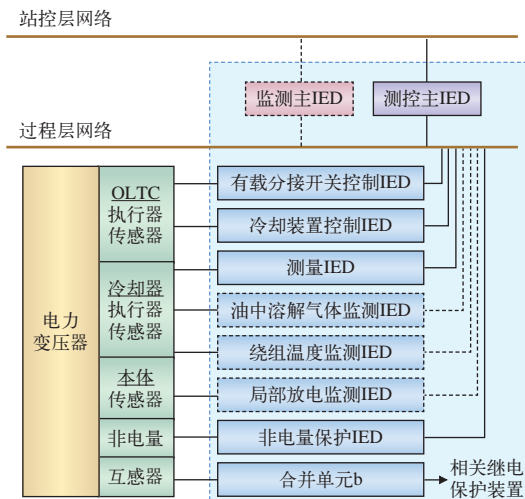 站控层网络
监测主IED
测控主IED
过程层网络
电力
变压器
OLTC
执行器
传感器
冷却器
执行器
传感器
本体
传感器
非电量
互感器
有载分接开关控制IED
冷却装置控制IED
测量IED
油中溶解气体监测IED
绕组温度监测IED
局部放电监测IED
非电量保护IED
合并单元b
相关继电
保护装置